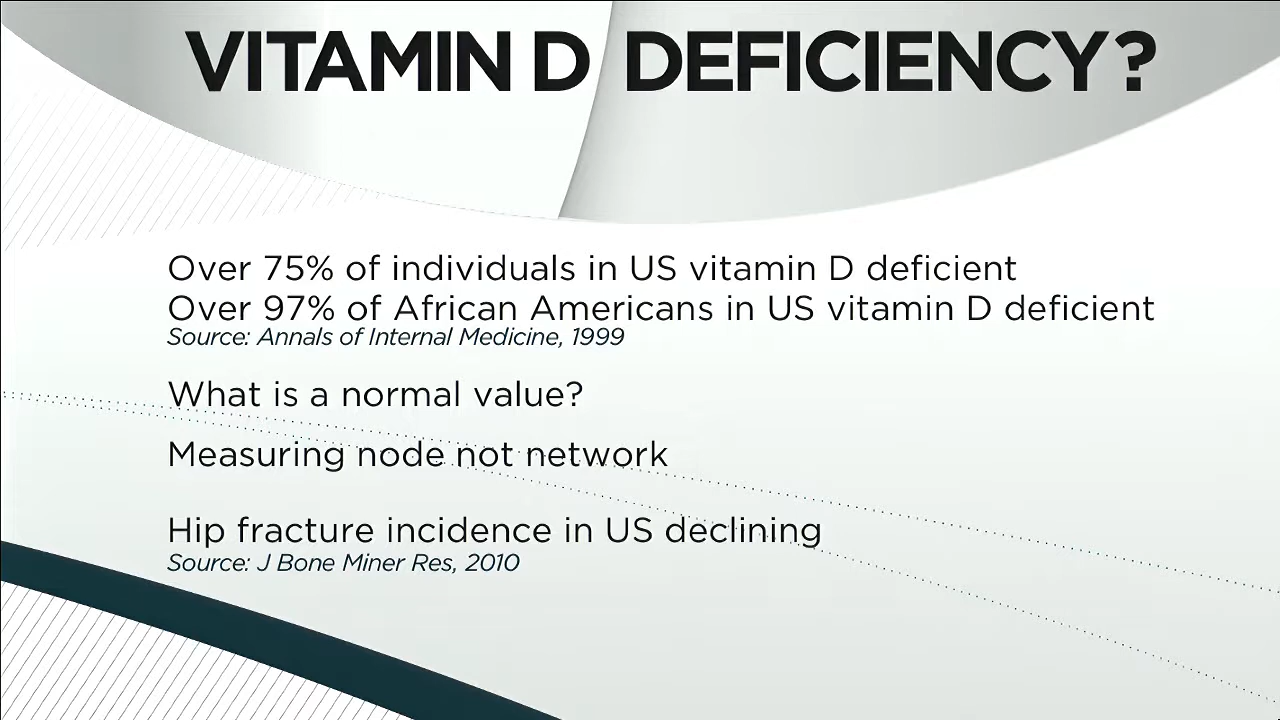 VITAMIN D DEFICIENCY?
Over 75% of individuals in US vitamin D deficient
Over 97% of African Americans in US vitamin D deficient
Source: Annals of Internal Medicine, 1999
What is a normal value?
Measuring node not network
Hip fracture incidence in US declining
Source: J Bone Miner Res, 2010